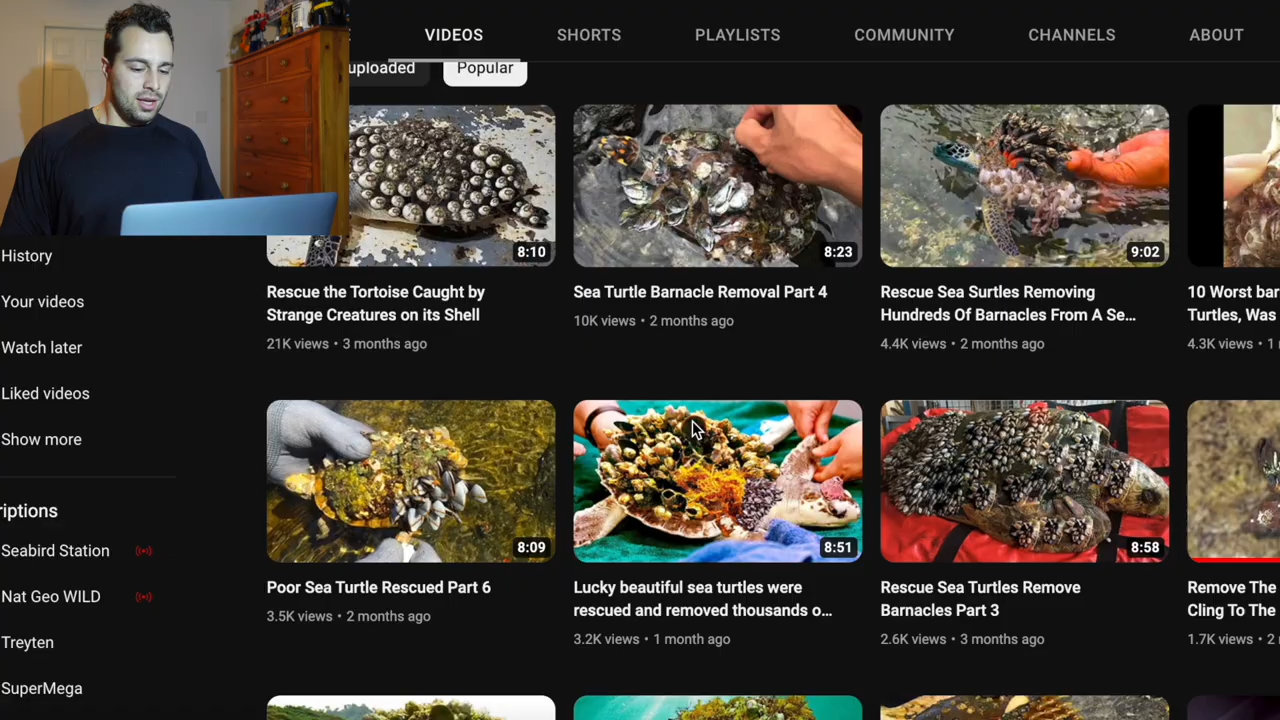 VIDEOS SHORTS PLAYLISTS COMMUNITY CHANNELS ABOUT
uploaded Popular
8:10
8:23
9:02
Rescue the Tortoise Caught by
Strange Creatures on its Shell
21K views • 3 months ago
Sea Turtle Barnacle Removal Part 4
10K views • 2 months ago
Rescue Sea Surtles Removing
Hundreds Of Barnacles From A Se...
4.4K views • 2 months ago
10 Worst bar
Turtles, Was
4.3K views • 1
History
Your videos
Watch later
Liked videos
Show more
8:09
8:51
8:58
Poor Sea Turtle Rescued Part 6
3.5K views • 2 months ago
Lucky beautiful sea turtles were
rescued and removed thousands o...
3.2K views • 1 month ago
Rescue Sea Turtles Remove
Barnacles Part 3
2.6K views • 3 months ago
Remove The
Cling To The
1.7K views • 2
riptions
Seabird Station
Nat Geo WILD
Treyten
SuperMega